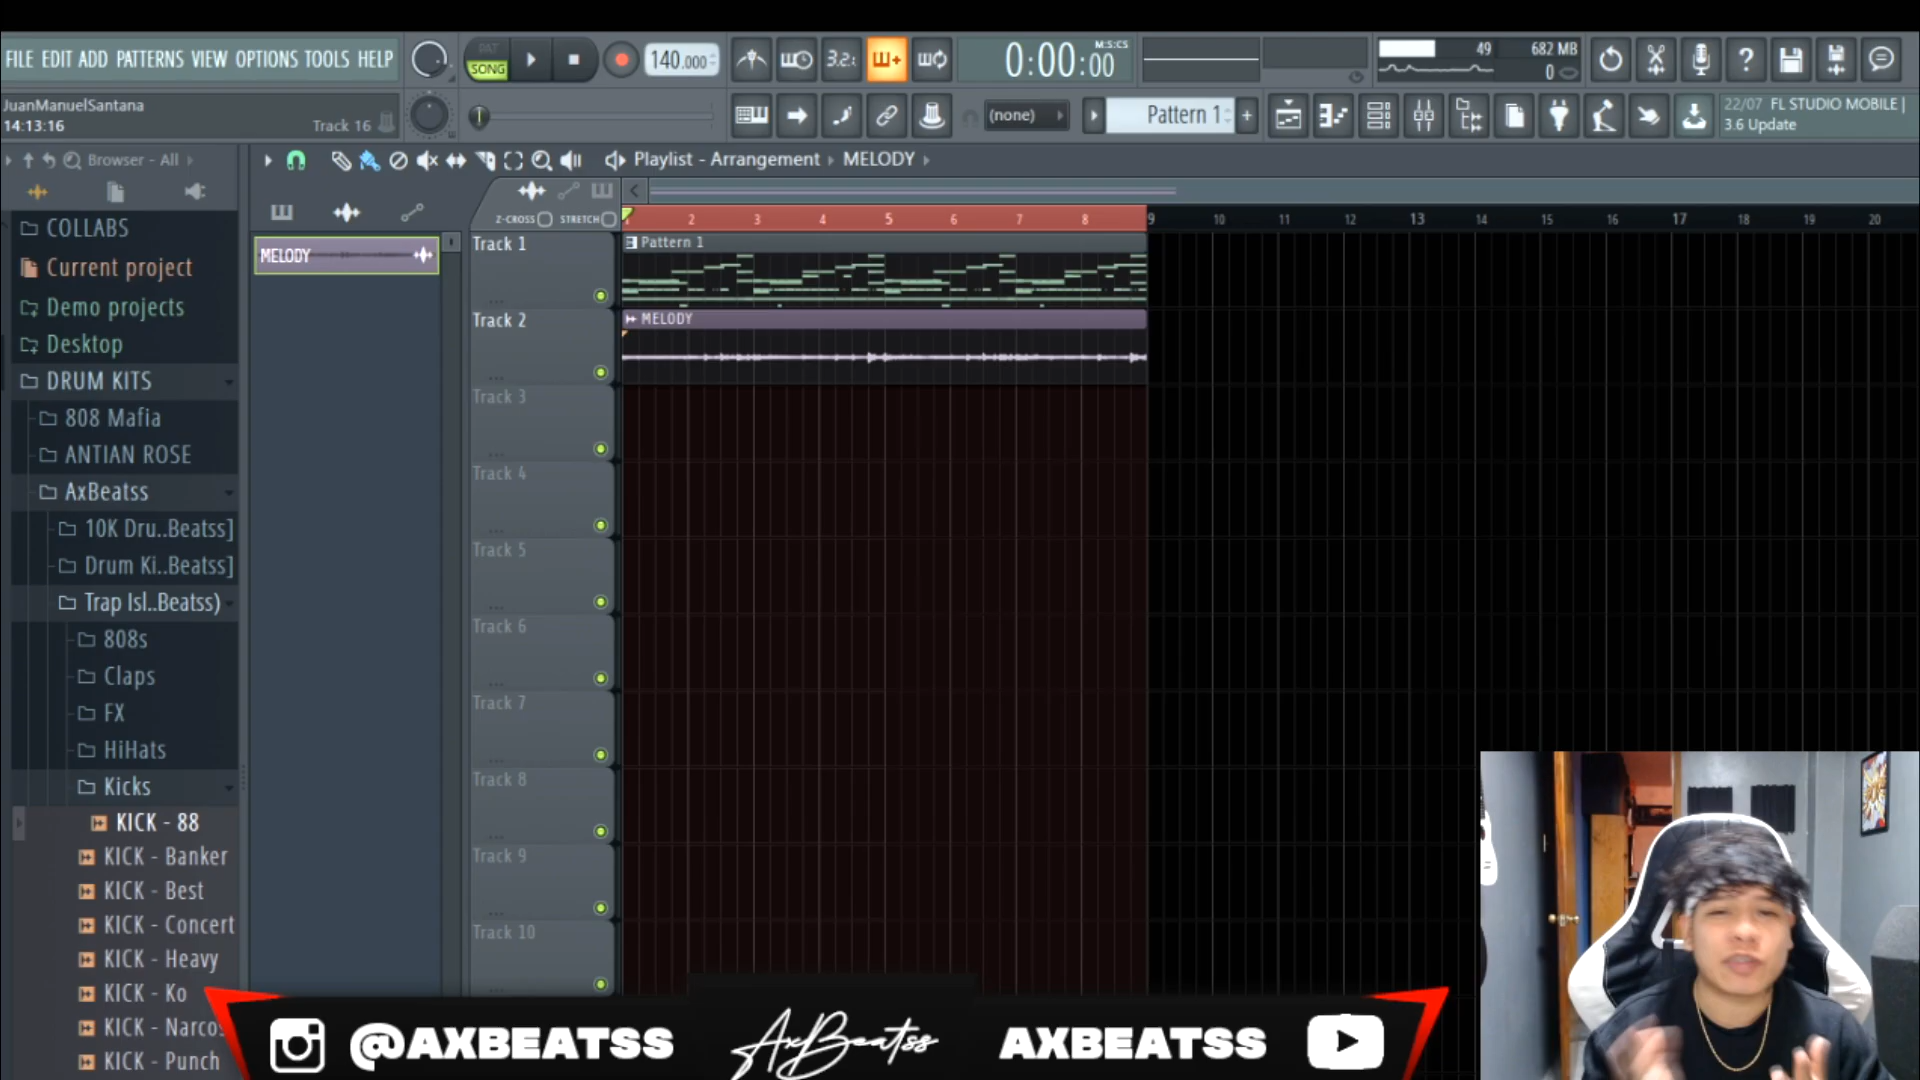 FILE EDIT ADD PATTERNS VIEW OPTIONS TOOLS HELP
PAT
SONG
140.000
3.2:
0:00:00
M:S:CS
49
682 MB
0
JuanManuelSantana
14:13:16
Track 16
(none)
Pattern 1
22/07 FL STUDIO MOBILE |
3.6 Update
Browser - All
Playlist - Arrangement
MELODY
Z-CROSS
STRETCH
2 3 4 5 6 7 8 9 10 11 12 13 14 15 16 17 18 19 20
COLLABS
Current project
Demo projects
Desktop
DRUM KITS
808 Mafia
ANTIAN ROSE
AxBeatss
10K Dru..Beatss]
Drum Ki..Beatss]
Trap Isl..Beatss)
808s
Claps
FX
HiHats
Kicks
KICK - 88
KICK - Banker
KICK - Best
KICK - Concert
KICK - Heavy
KICK - Ko
KICK - Narcos
KICK - Punch
MELODY
Track 1
Pattern 1
Track 2
MELODY
Track 3
Track 4
Track 5
Track 6
Track 7
Track 8
Track 9
Track 10
@AXBEATSS
AxBeatss
AXBEATSS